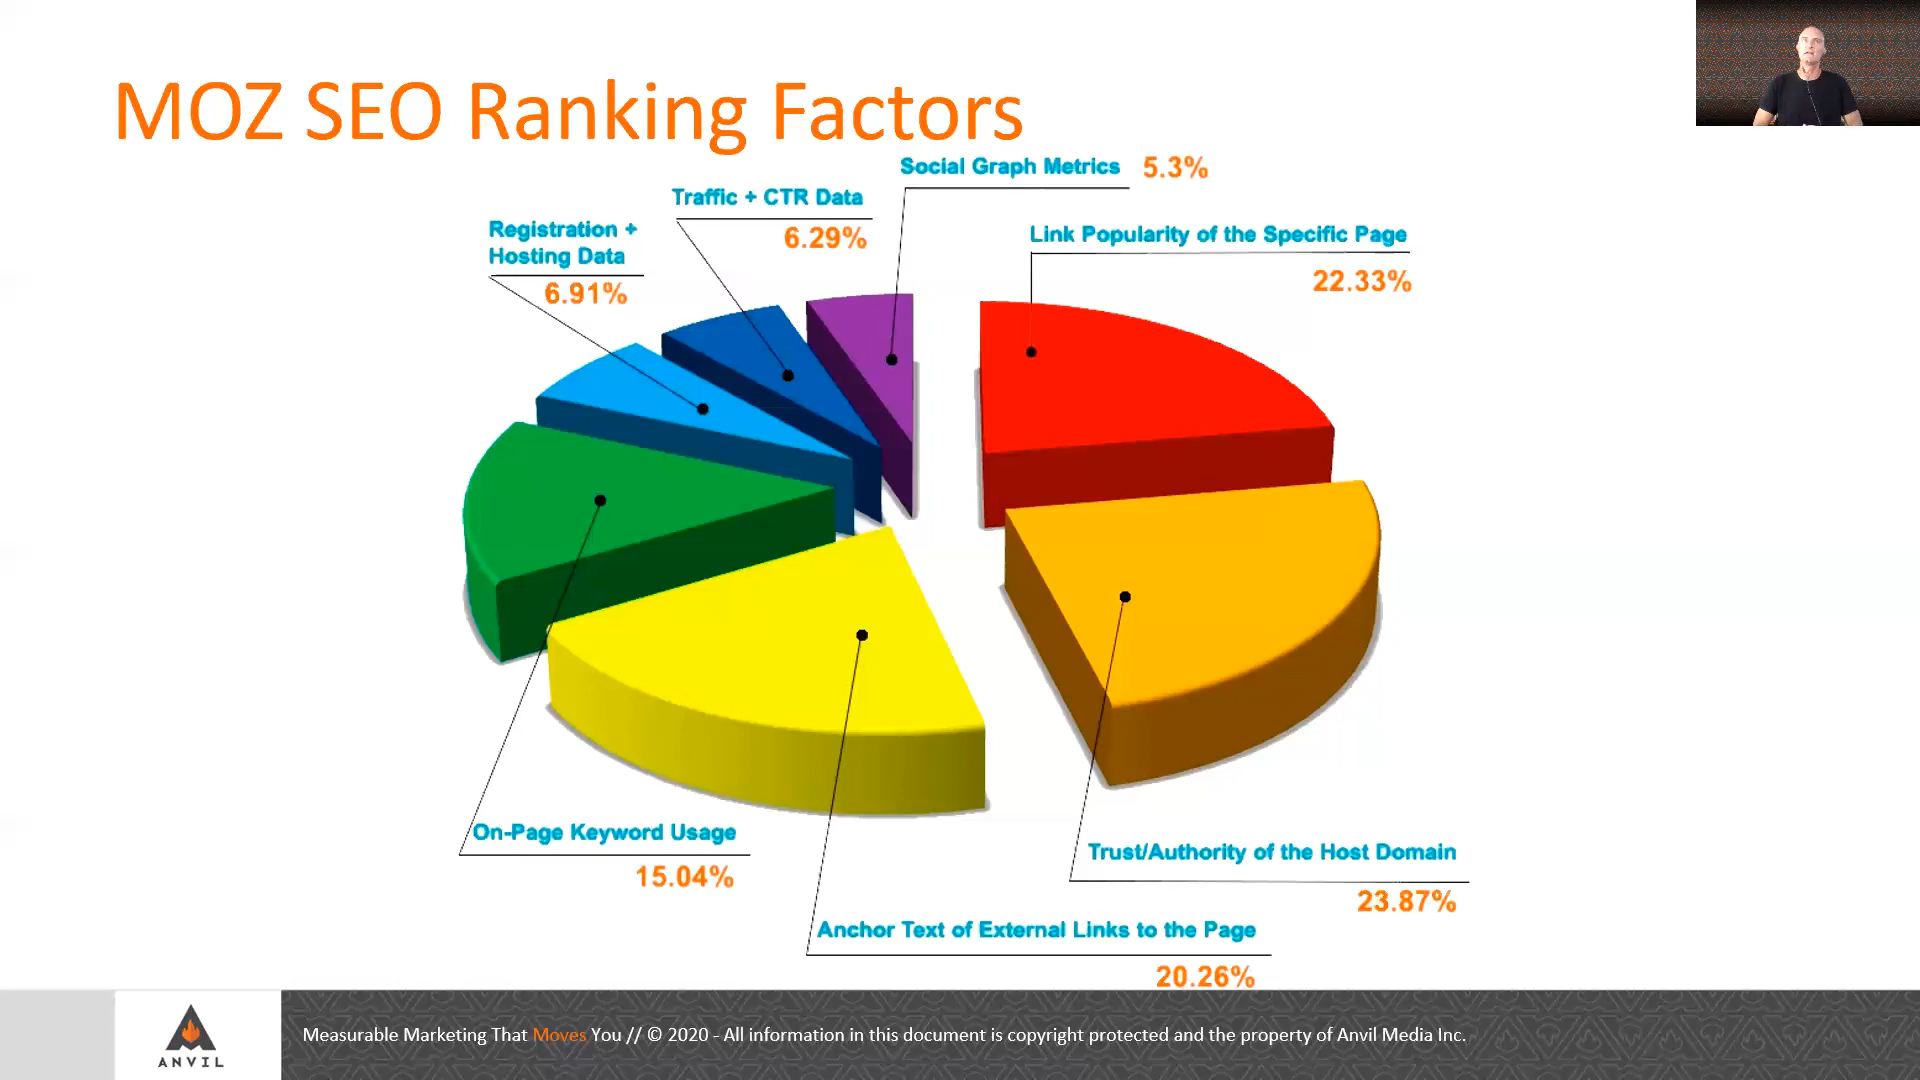 MOZ SEO Ranking Factors
Social Graph Metrics 5.3%
Traffic + CTR Data
6.29%
Registration +
Hosting Data
6.91%
Link Popularity of the Specific Page
22.33%
On-Page Keyword Usage
15.04%
Trust/Authority of the Host Domain
23.87%
Anchor Text of External Links to the Page
20.26%
ANVIL
Measurable Marketing That Moves You // © 2020 - All information in this document is copyright protected and the property of Anvil Media Inc.